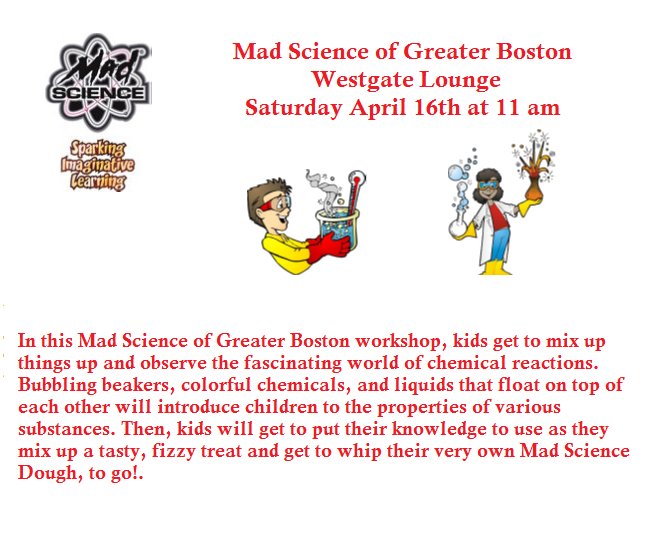 Mad
SCIENCE
Sparking
Imaginative
Learning
Mad Science of Greater Boston
Westgate Lounge
Saturday April 16th at 11 am
In this Mad Science of Greater Boston workshop, kids get to mix up
things up and observe the fascinating world of chemical reactions.
Bubbling beakers, colorful chemicals, and liquids that float on top of
each other will introduce children to the properties of various
substances. Then, kids will get to put their knowledge to use as they
mix up a tasty, fizzy treat and get to whip their very own Mad Science
Dough, to go!.